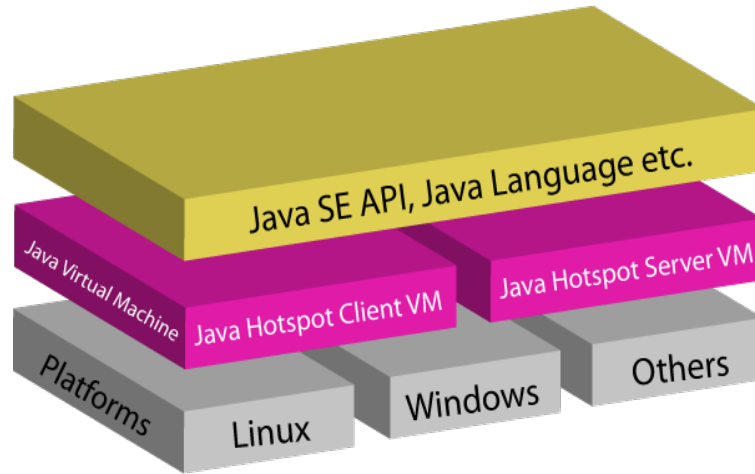 Java SE API, Java Language etc.
Java Virtual Machine
Java Hotspot Client VM
Java Hotspot Server VM
Platforms
Linux
Windows
Others